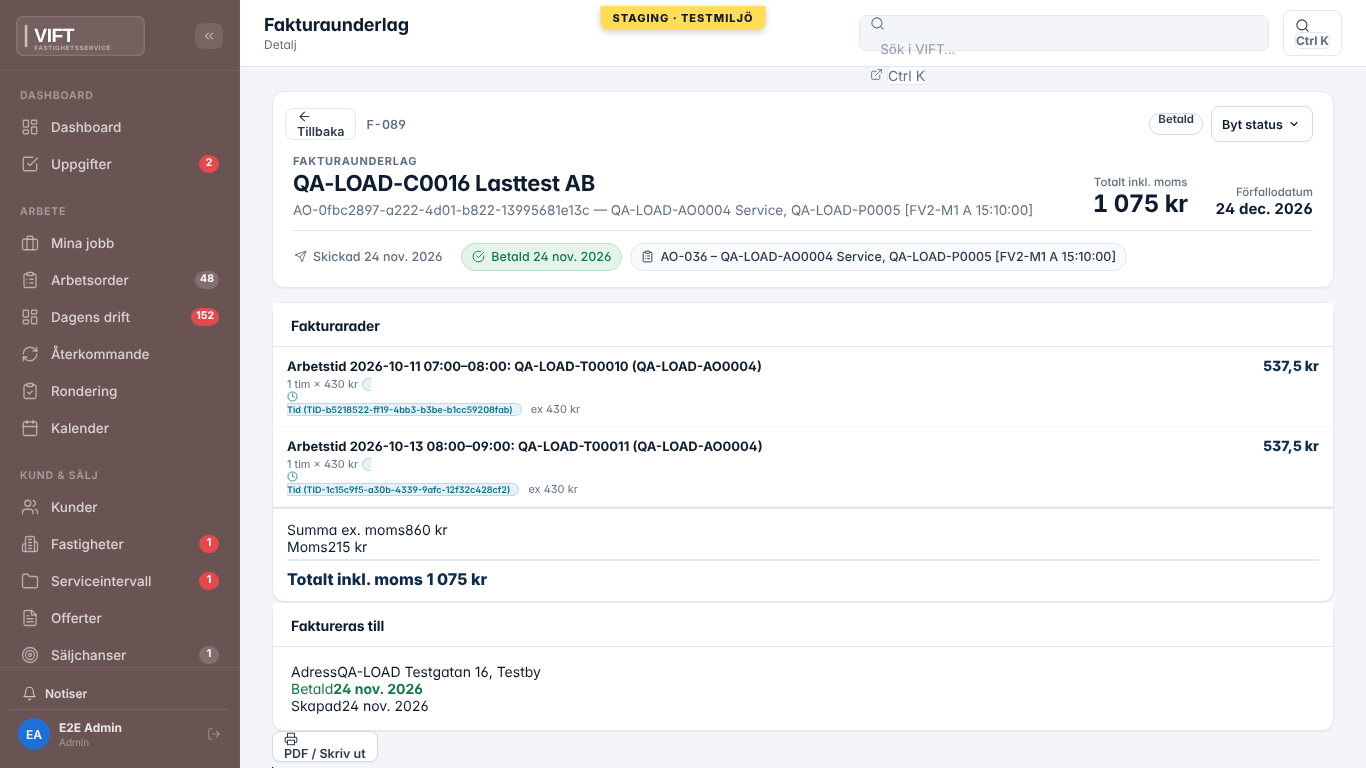 VIFT
FASTIGHETSSERVICE
«
DASHBOARD
Dashboard
Uppgifter 2
ARBETE
Mina jobb
Arbetsorder 48
Dagens drift 152
Återkommande
Rondering
Kalender
KUND & SÄLJ
Kunder
Fastigheter 1
Serviceintervall 1
Offerter
Säljchanser 1
Notiser
EA
E2E Admin
Admin
Fakturaunderlag
Detalj
STAGING · TESTMILJÖ
Sök i VIFT...
Ctrl K
Ctrl K
Tillbaka
F-089
Betald
Byt status
FAKTURAUNDERLAG
QA-LOAD-C0016 Lasttest AB
AO-0fbc2897-a222-4d01-b822-13995681e13c — QA-LOAD-AO0004 Service, QA-LOAD-P0005 [FV2-M1 A 15:10:00]
Totalt inkl. moms
1 075 kr
Förfallodatum
24 dec. 2026
Skickad 24 nov. 2026
Betald 24 nov. 2026
AO-036 – QA-LOAD-AO0004 Service, QA-LOAD-P0005 [FV2-M1 A 15:10:00]
Fakturarader
Arbetstid 2026-10-11 07:00–08:00: QA-LOAD-T00010 (QA-LOAD-AO0004) 537,5 kr
1 tim × 430 kr
Tid (TID-b5218522-ff19-4bb3-b3be-b1cc59208fab) ex 430 kr
Arbetstid 2026-10-13 08:00–09:00: QA-LOAD-T00011 (QA-LOAD-AO0004) 537,5 kr
1 tim × 430 kr
Tid (TID-1c15c9f5-a30b-4339-9afc-12f32c428cf2) ex 430 kr
Summa ex. moms860 kr
Moms215 kr
Totalt inkl. moms 1 075 kr
Faktureras till
AdressQA-LOAD Testgatan 16, Testby
Betald24 nov. 2026
Skapad24 nov. 2026
PDF / Skriv ut